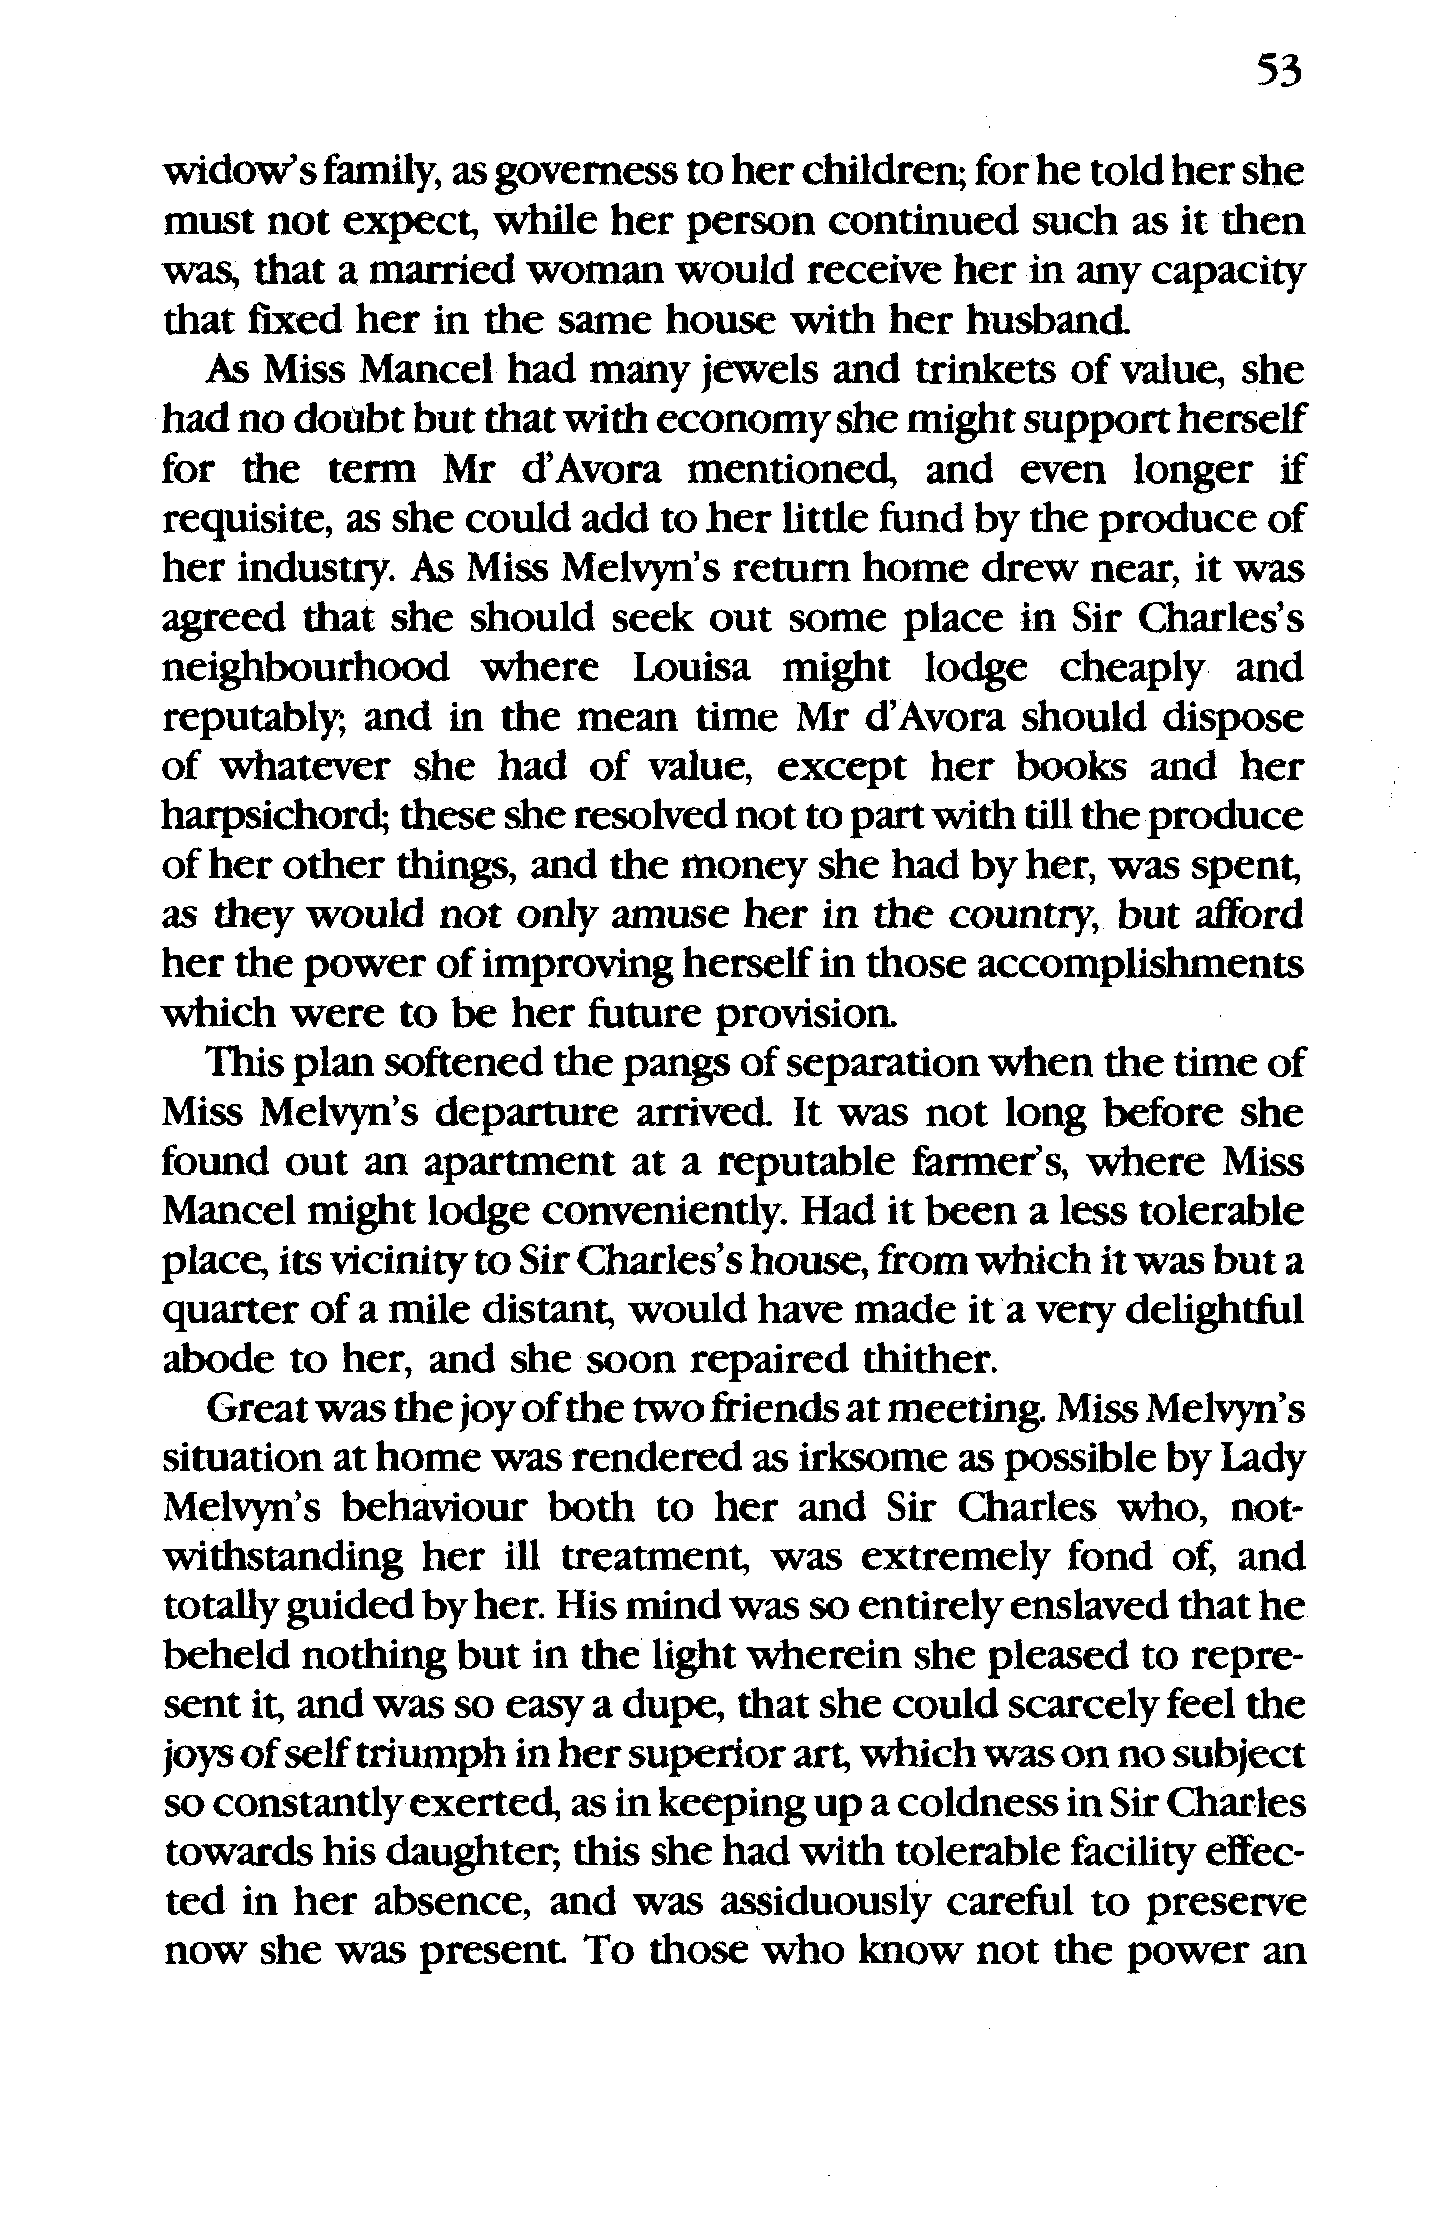 53
widow's family, as governess to her children; for he told her she
must not expect, while her person continued such as it then
was, that a married woman would receive her in any capacity
that fixed her in the same house with her husband.
As Miss Mancel had many jewels and trinkets of value, she
had no doubt but that with economy she might support herself
for the term Mr d'Avora mentioned, and even longer if
requisite, as she could add to her little fund by the produce of
her industry. As Miss Melvyn's return home drew near, it was
agreed that she should seek out some place in Sir Charles's
neighbourhood where Louisa might lodge cheaply and
reputably; and in the mean time Mr d'Avora should dispose
of whatever she had of value, except her books and her
harpsichord; these she resolved not to part with till the produce
of her other things, and the money she had by her, was spent,
as they would not only amuse her in the country, but afford
her the power of improving herself in those accomplishments
which were to be her future provision.
This plan softened the pangs of separation when the time of
Miss Melvyn's departure arrived. It was not long before she
found out an apartment at a reputable farmer's, where Miss
Mancel might lodge conveniently. Had it been a less tolerable
place, its vicinity to Sir Charles's house, from which it was but a
quarter of a mile distant, would have made it a very delightful
abode to her, and she soon repaired thither.
Great was the joy of the two friends at meeting. Miss Melvyn's
situation at home was rendered as irksome as possible by Lady
Melvyn's behaviour both to her and Sir Charles who, not-
withstanding her ill treatment, was extremely fond of, and
totally guided by her. His mind was so entirely enslaved that he
beheld nothing but in the light wherein she pleased to repre-
sent it, and was so easy a dupe, that she could scarcely feel the
joys of self triumph in her superior art, which was on no subject
so constantly exerted, as in keeping up a coldness in Sir Charles
towards his daughter; this she had with tolerable facility effec-
ted in her absence, and was assiduously careful to preserve
now she was present. To those who know not the power an